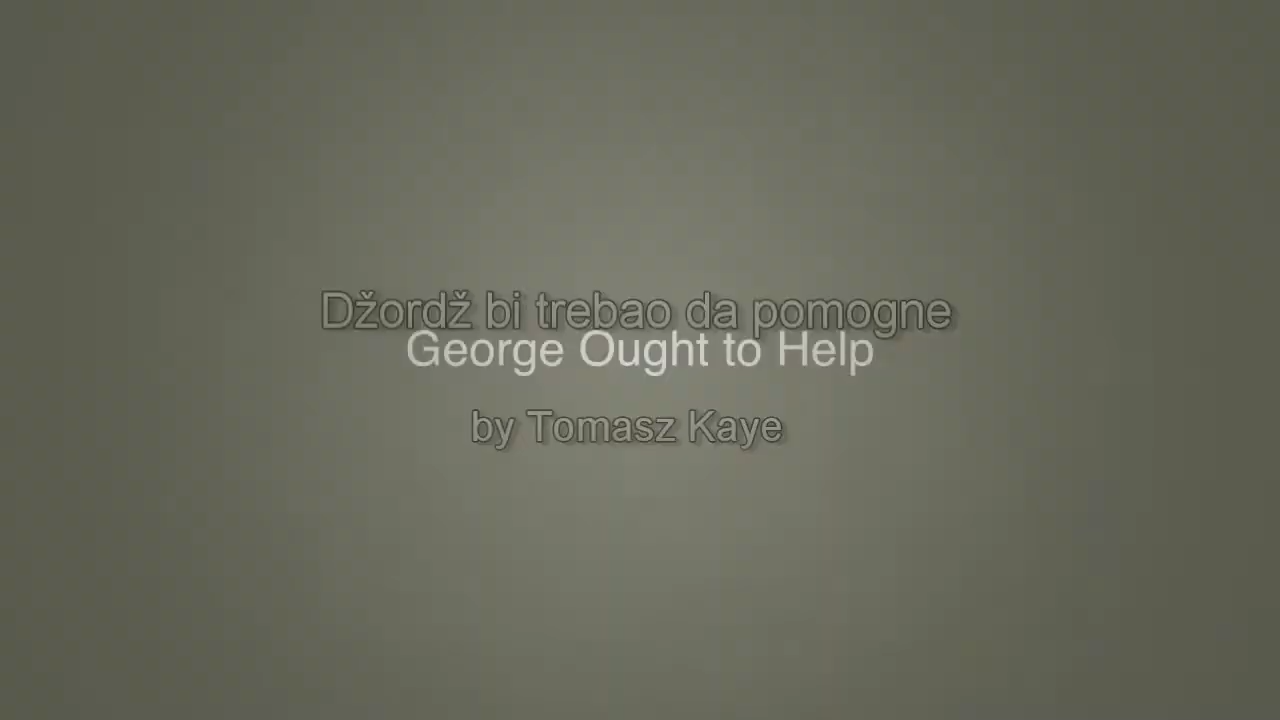 Džordž bi trebao da pomogne
George Ought to Help
by Tomasz Kaye